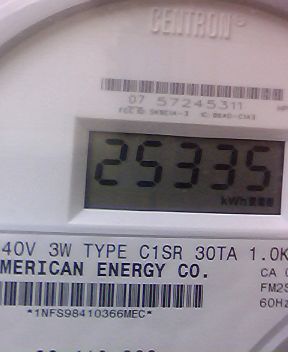 CENTRON®
07 57245311
25335
kWh
40V 3W TYPE C1SR 30TA 1.0K
MERICAN ENERGY CO.
CA
FM2S
60Hz
*1NFS98410366MEC*